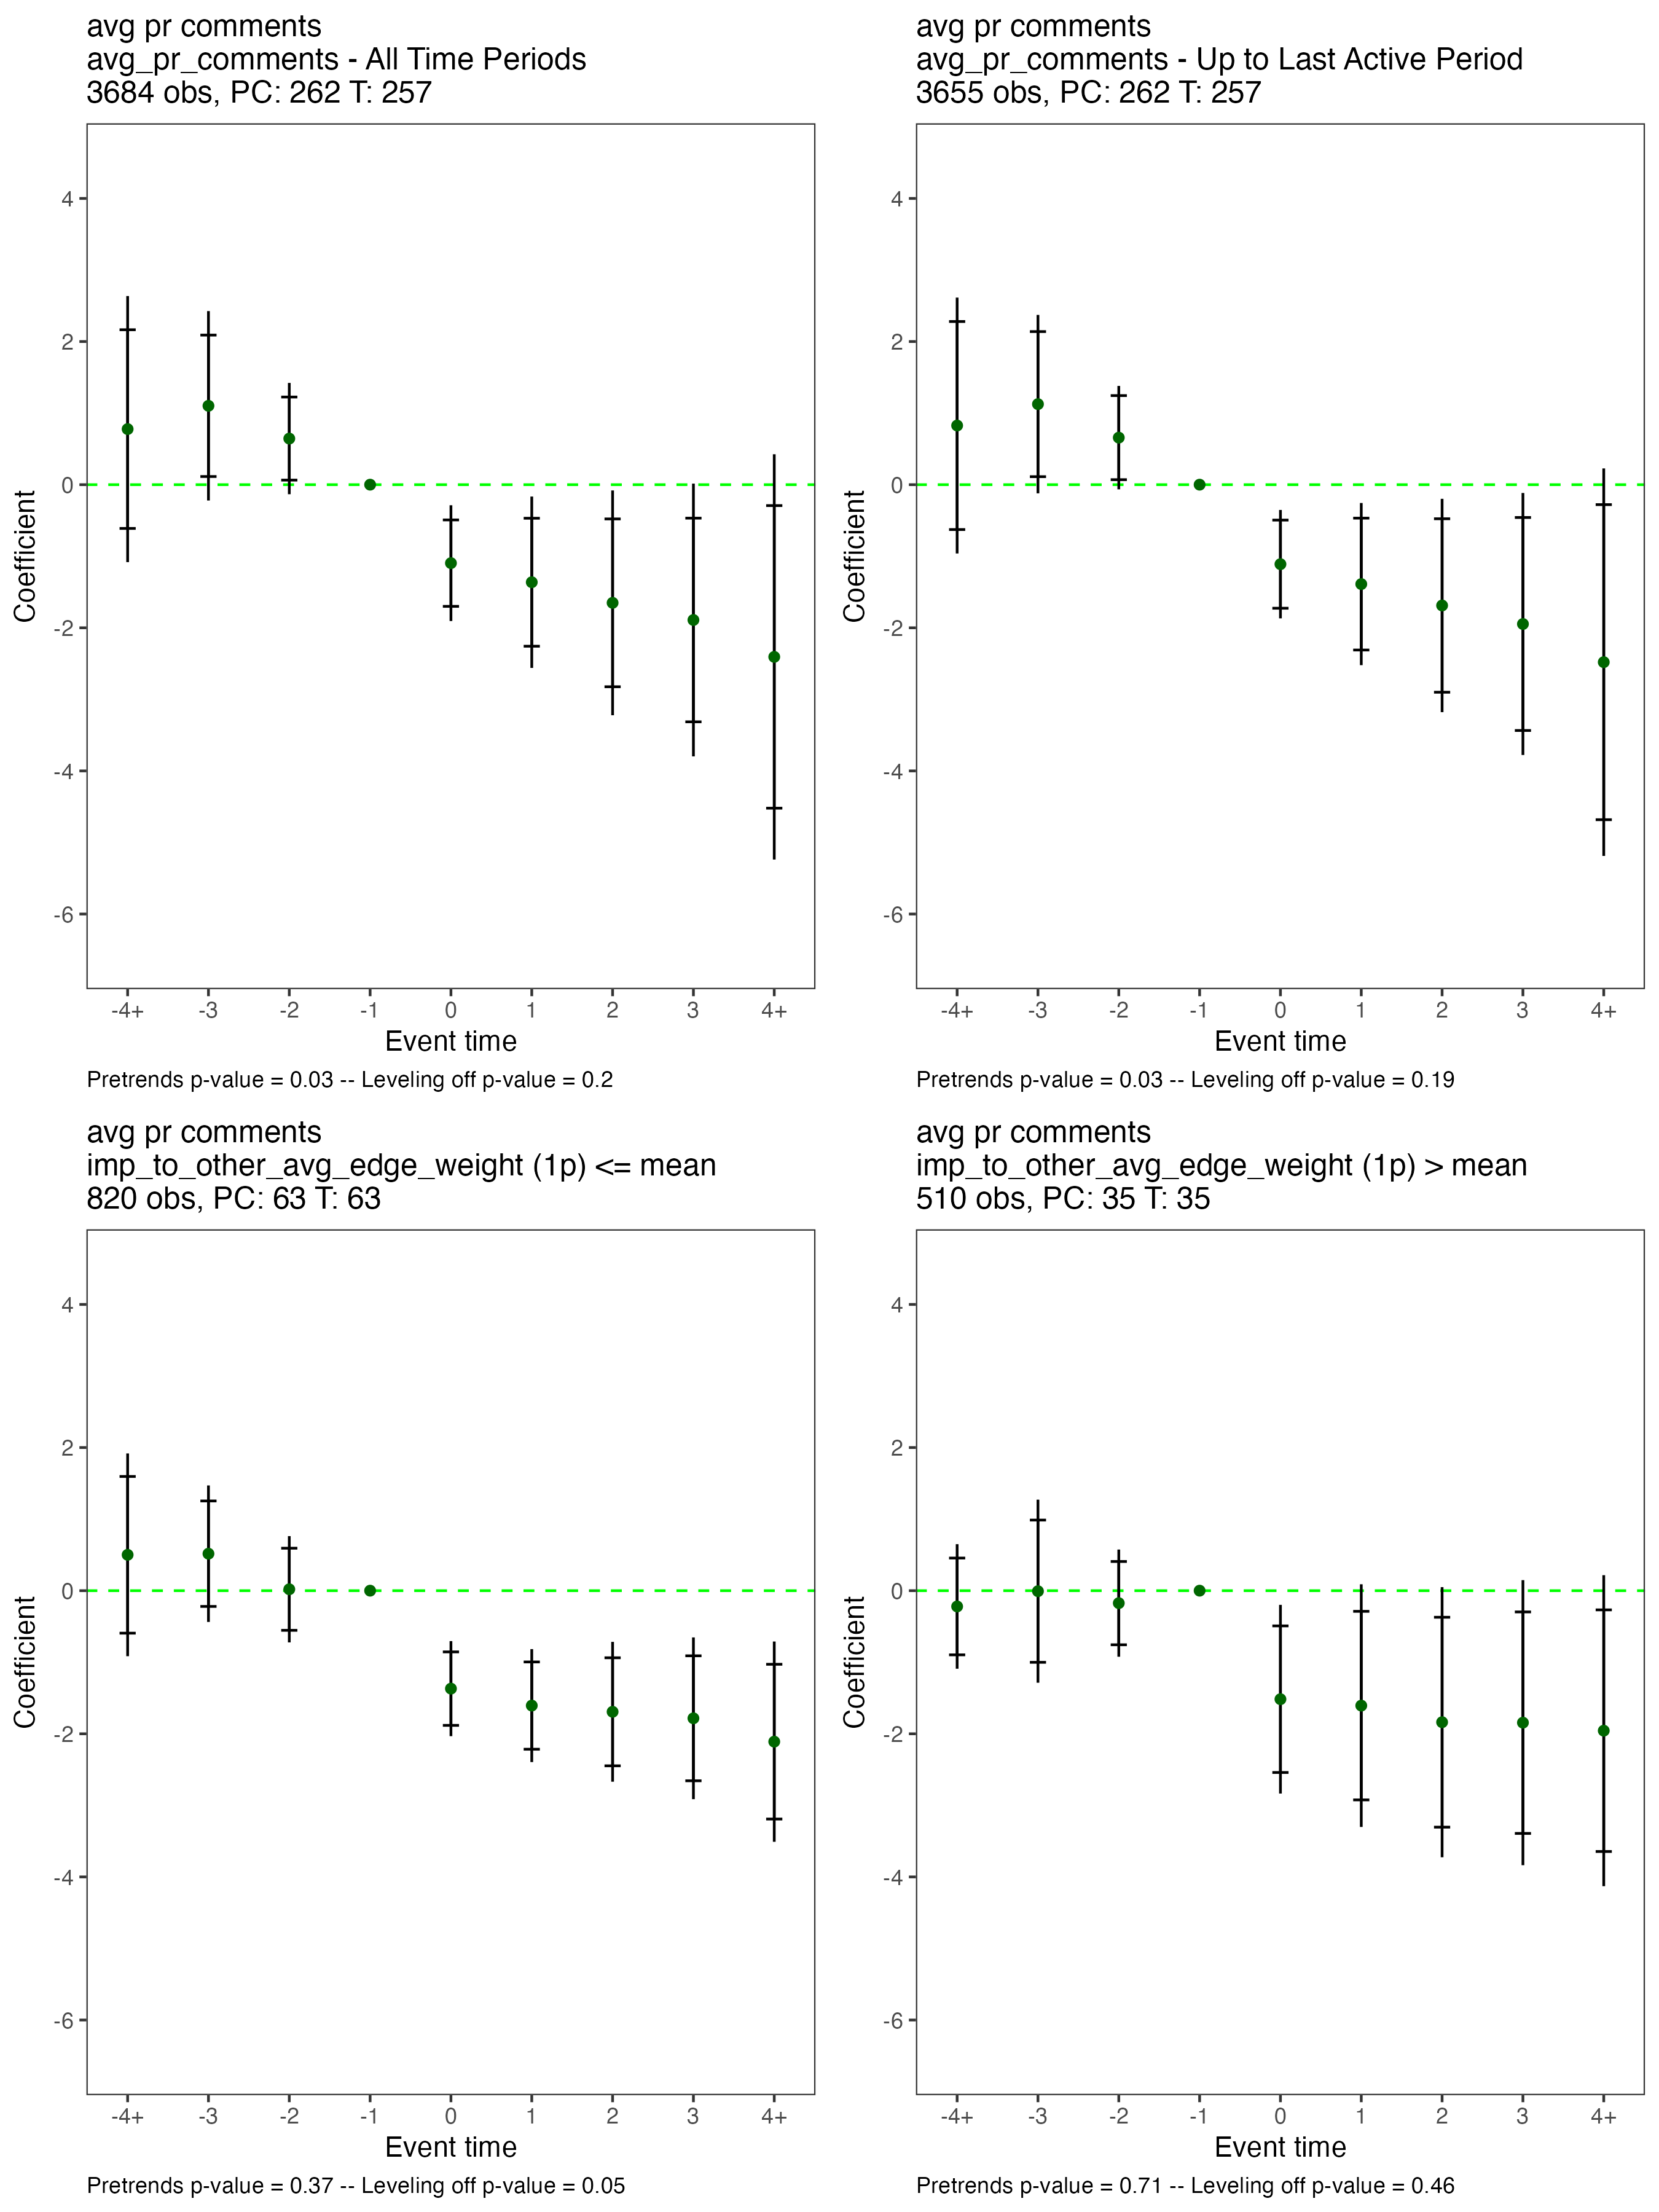 avg pr comments
avg_pr_comments - All Time Periods
3684 obs, PC: 262 T: 257
4
2
0
-2
-4
-6
Coefficient
-4+ -3 -2 -1 0 1 2 3 4+
Event time
Pretrends p-value = 0.03 -- Leveling off p-value = 0.2
avg pr comments
avg_pr_comments - Up to Last Active Period
3655 obs, PC: 262 T: 257
4
2
0
-2
-4
-6
Coefficient
-4+ -3 -2 -1 0 1 2 3 4+
Event time
Pretrends p-value = 0.03 -- Leveling off p-value = 0.19
avg pr comments
imp_to_other_avg_edge_weight (1p) <= mean
820 obs, PC: 63 T: 63
4
2
0
-2
-4
-6
Coefficient
-4+ -3 -2 -1 0 1 2 3 4+
Event time
Pretrends p-value = 0.37 -- Leveling off p-value = 0.05
avg pr comments
imp_to_other_avg_edge_weight (1p) > mean
510 obs, PC: 35 T: 35
4
2
0
-2
-4
-6
Coefficient
-4+ -3 -2 -1 0 1 2 3 4+
Event time
Pretrends p-value = 0.71 -- Leveling off p-value = 0.46